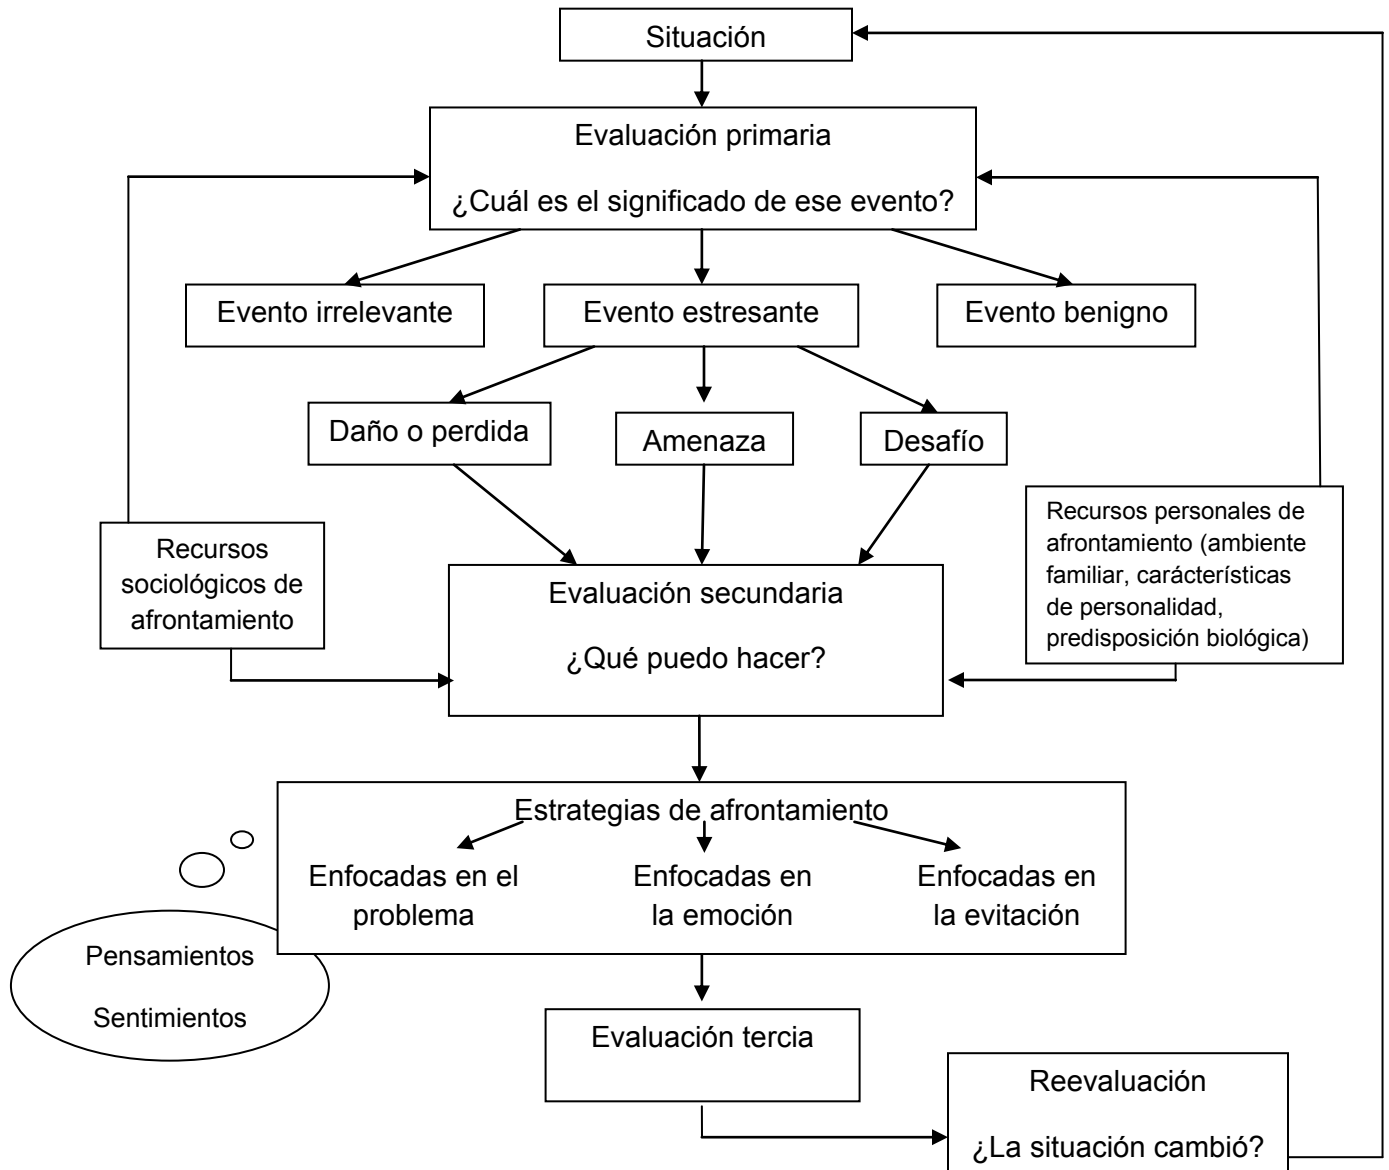 Situación
Evaluación primaria
¿Cuál es el significado de ese evento?
Evento irrelevante
Evento estresante
Evento benigno
Daño o perdida
Amenaza
Desafío
Recursos
sociológicos de
afrontamiento
Recursos personales de
afrontamiento (ambiente
familiar, carácterísticas
de personalidad,
predisposición biológica)
Evaluación secundaria
¿Qué puedo hacer?
Estrategias de afrontamiento
Enfocadas en el
problema
Enfocadas en
la emoción
Enfocadas en
la evitación
Pensamientos
Sentimientos
Evaluación tercia
Reevaluación
¿La situación cambió?